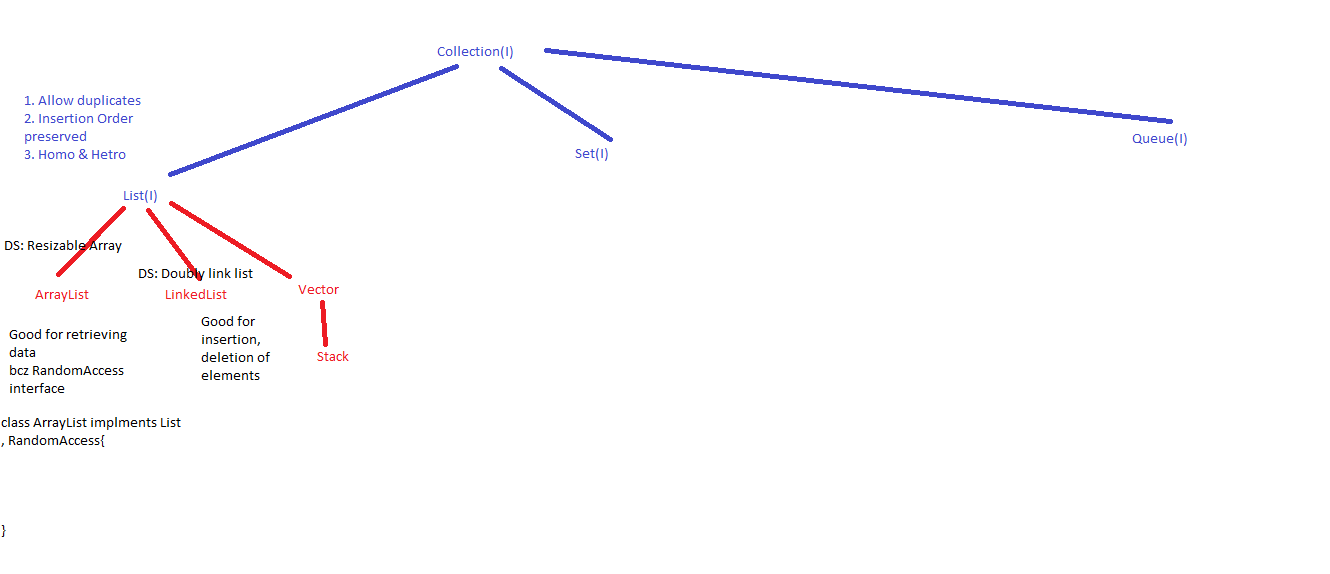 Collection(I)
1. Allow duplicates
2. Insertion Order
preserved
3. Homo & Hetro
Set(I)
Queue(I)
List(I)
DS: Resizable Array
DS: Doubly link list
ArrayList
LinkedList
Vector
Good for retrieving
data
bcz RandomAccess
interface
Good for
insertion,
deletion of
elements
Stack
class ArrayList implments List
, RandomAccess{
}